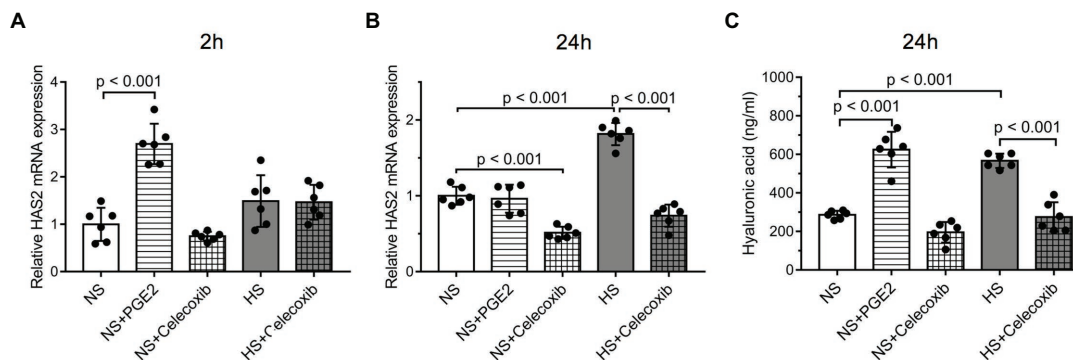 A
2h
Relative HAS2 mRNA expression
4
3
2
1
0
p < 0.001
NS
NS+PGE2
NS+Celecoxib
HS
HS+Celecoxib
B
24h
Relative HAS2 mRNA expression
2
1
0
p < 0.001
p < 0.001
p < 0.001
NS
NS+PGE2
NS+Celecoxib
HS
HS+Celecoxib
C
24h
Hyaluronic acid (ng/ml)
1000
800
600
400
200
0
p < 0.001
p < 0.001
p < 0.001
NS
NS+PGE2
NS+Celecoxib
HS
HS+Celecoxib